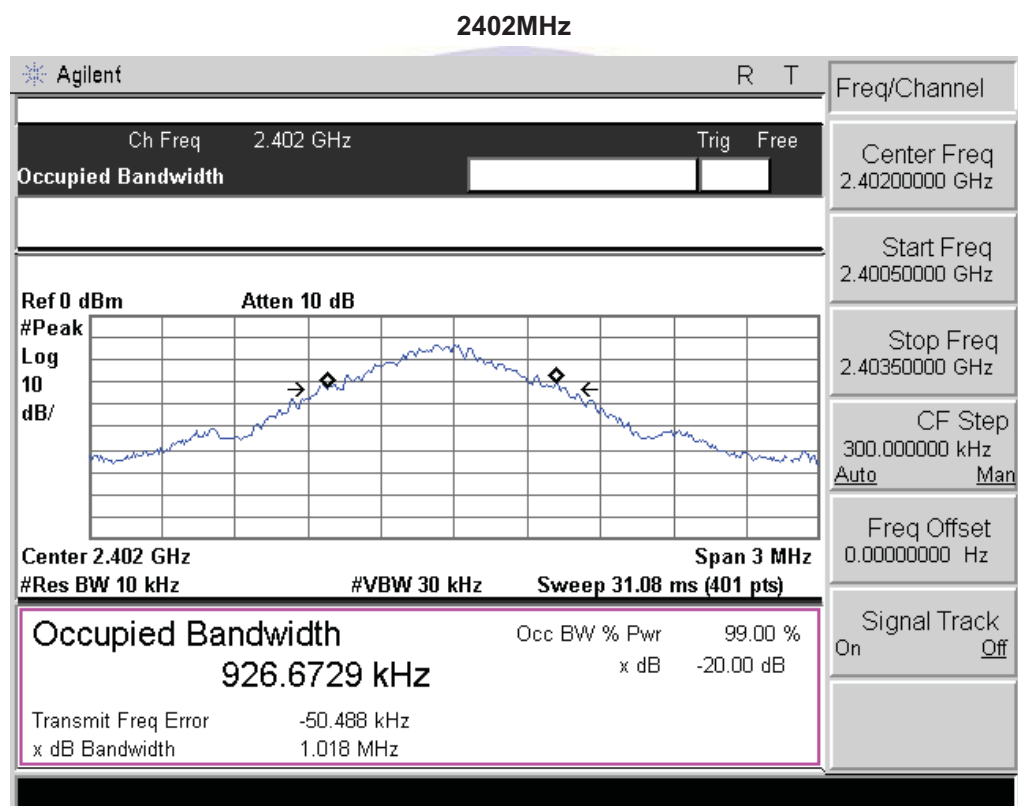 2402MHz
Agilent R T
Ch Freq 2.402 GHz Trig Free
Occupied Bandwidth
Ref 0 dBm Atten 10 dB
#Peak
Log
10
dB/
Center 2.402 GHz Span 3 MHz
#Res BW 10 kHz #VBW 30 kHz Sweep 31.08 ms (401 pts)
Occupied Bandwidth
926.6729 kHz
Occ BW % Pwr 99.00 %
x dB -20.00 dB
Transmit Freq Error -50.488 kHz
x dB Bandwidth 1.018 MHz
Freq/Channel
Center Freq
2.40200000 GHz
Start Freq
2.40050000 GHz
Stop Freq
2.40350000 GHz
CF Step
300.000000 kHz
Auto Man
Freq Offset
0.00000000 Hz
Signal Track
On Off